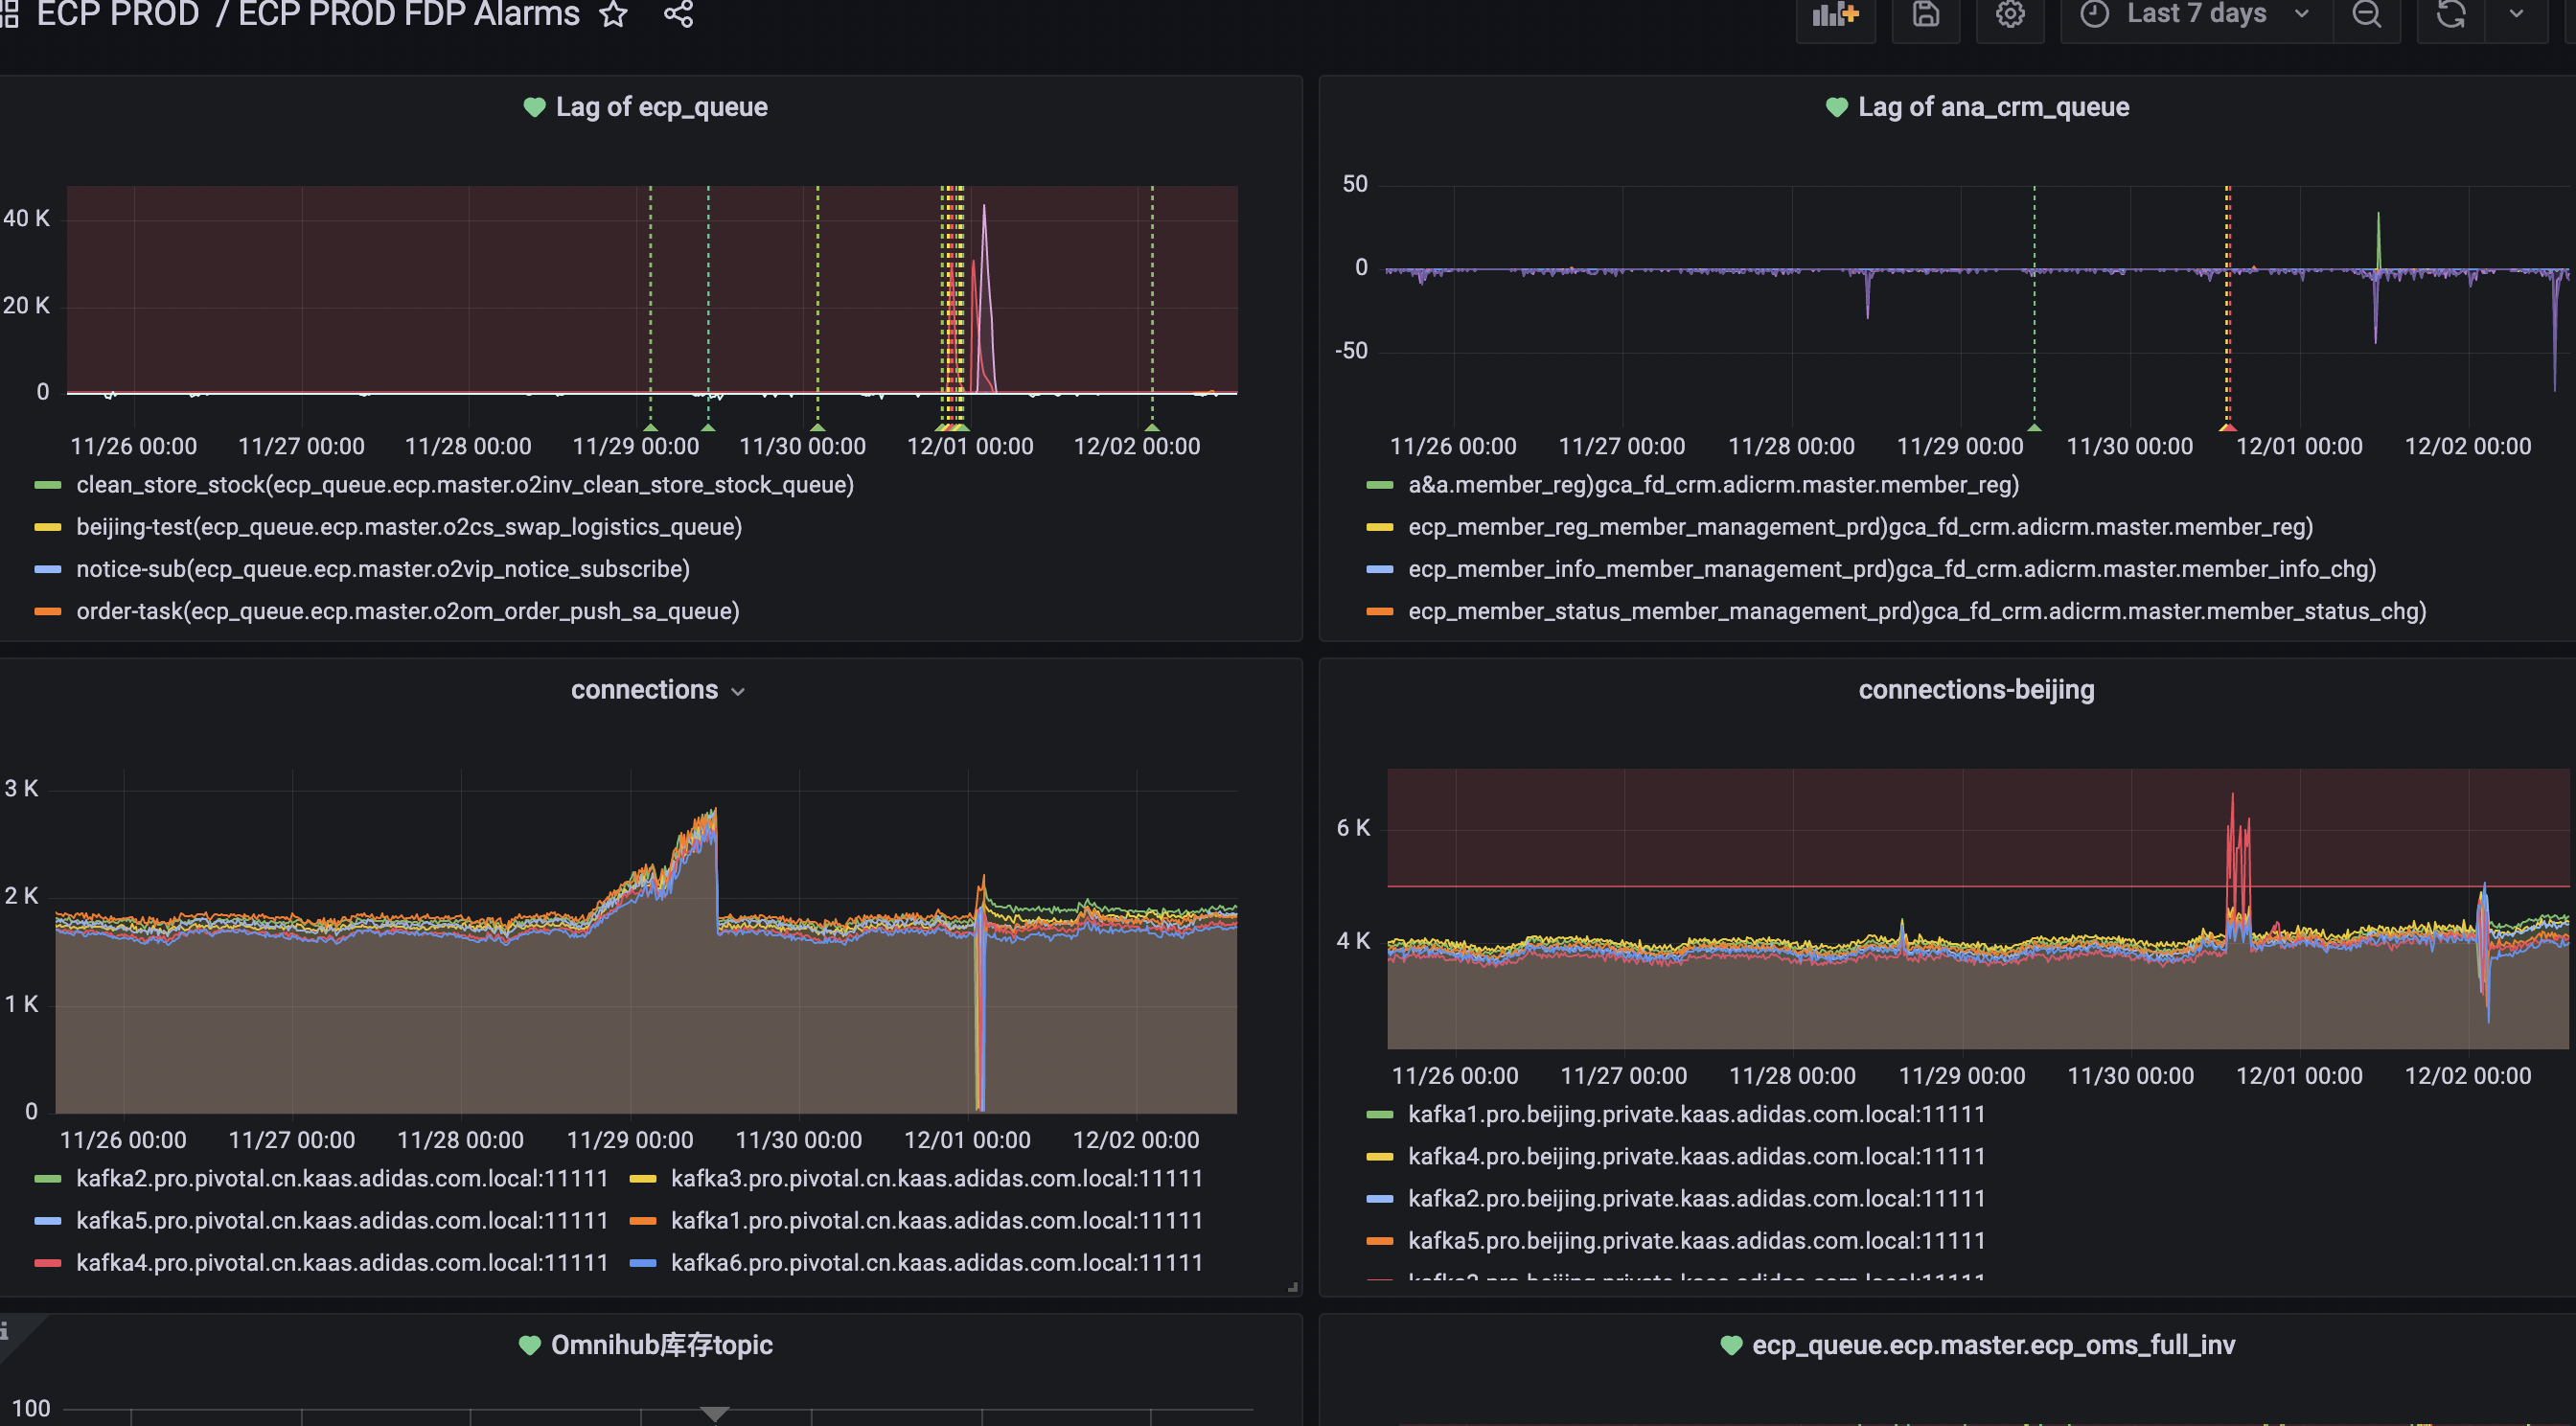 ECP PROD / ECP PROD FDP Alarms
Last 7 days
Lag of ecp_queue
40 K
20 K
0
11/26 00:00 11/27 00:00 11/28 00:00 11/29 00:00 11/30 00:00 12/01 00:00 12/02 00:00
clean_store_stock(ecp_queue.ecp.master.o2inv_clean_store_stock_queue)
beijing-test(ecp_queue.ecp.master.o2cs_swap_logistics_queue)
notice-sub(ecp_queue.ecp.master.o2vip_notice_subscribe)
order-task(ecp_queue.ecp.master.o2om_order_push_sa_queue)
Lag of ana_crm_queue
50
0
-50
11/26 00:00 11/27 00:00 11/28 00:00 11/29 00:00 11/30 00:00 12/01 00:00 12/02 00:00
a&a.member_reg)gca_fd_crm.adicrm.master.member_reg)
ecp_member_reg_member_management_prd)gca_fd_crm.adicrm.master.member_reg)
ecp_member_info_member_management_prd)gca_fd_crm.adicrm.master.member_info_chg)
ecp_member_status_member_management_prd)gca_fd_crm.adicrm.master.member_status_chg)
connections
3 K
2 K
1 K
0
11/26 00:00 11/27 00:00 11/28 00:00 11/29 00:00 11/30 00:00 12/01 00:00 12/02 00:00
kafka2.pro.pivotal.cn.kaas.adidas.com.local:11111 kafka3.pro.pivotal.cn.kaas.adidas.com.local:11111
kafka5.pro.pivotal.cn.kaas.adidas.com.local:11111 kafka1.pro.pivotal.cn.kaas.adidas.com.local:11111
kafka4.pro.pivotal.cn.kaas.adidas.com.local:11111 kafka6.pro.pivotal.cn.kaas.adidas.com.local:11111
connections-beijing
6 K
4 K
11/26 00:00 11/27 00:00 11/28 00:00 11/29 00:00 11/30 00:00 12/01 00:00 12/02 00:00
kafka1.pro.beijing.private.kaas.adidas.com.local:11111
kafka4.pro.beijing.private.kaas.adidas.com.local:11111
kafka2.pro.beijing.private.kaas.adidas.com.local:11111
kafka5.pro.beijing.private.kaas.adidas.com.local:11111
kafka3.pro.beijing.private.kaas.adidas.com.local:11111
i
Omnihub库存topic
100
ecp_queue.ecp.master.ecp_oms_full_inv